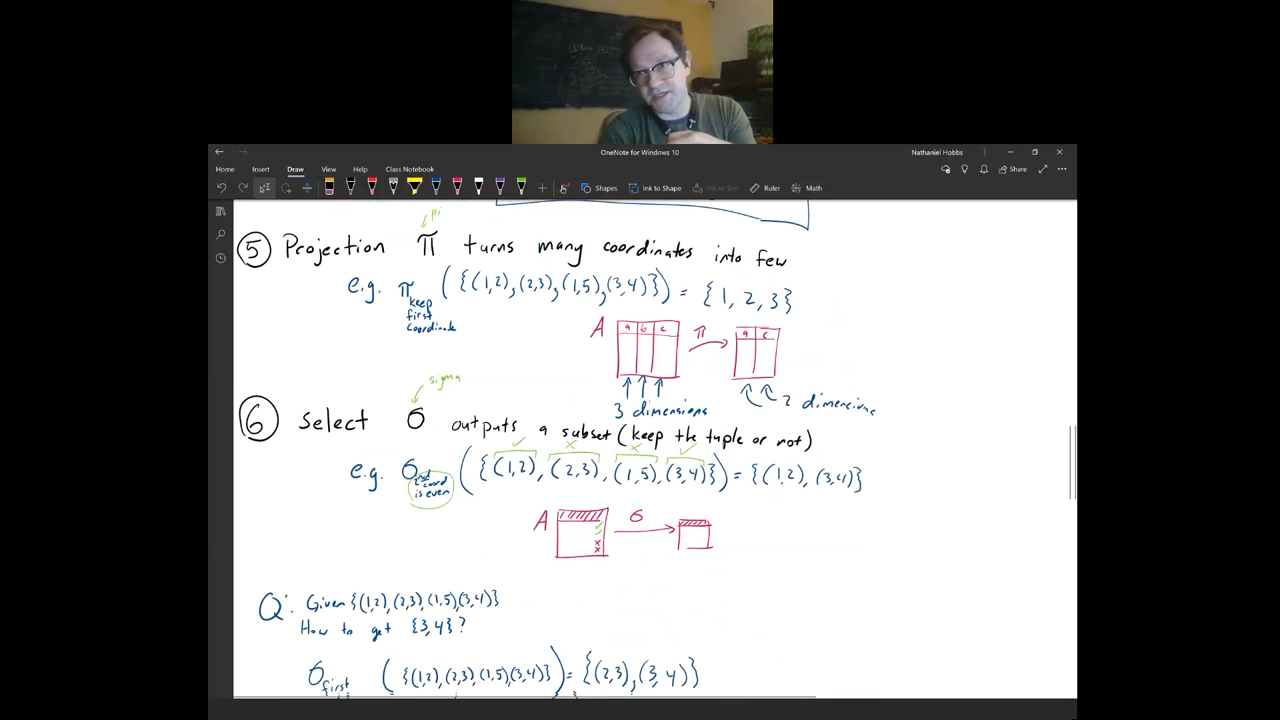 OneNote for Windows 10
Nathaniel Hobbs
Home Insert Draw View Help Class Notebook
Shapes Ink to Shape Ink to Text Ruler Math Share
pi
⑤ Projection π turns many coordinates into few
e.g. π keep first coordinate ({(1,2),(2,3),(1,5),(3,4)}) = {1, 2, 3}
A a b c π a c
3 dimensions 2 dimensions
sigma
⑥ Select σ outputs a subset (keep the tuple or not)
✓ × × ✓
e.g. σ 2nd coord is even ({(1,2), (2,3), (1,5), (3,4)}) = {(1,2), (3,4)}
A ✓ ✓ × × σ
Q: Given {(1,2),(2,3),(1,5),(3,4)}
How to get {3,4}?
σ first ({(1,2),(2,3),(1,5),(3,4)}) = {(2,3),(3,4)}